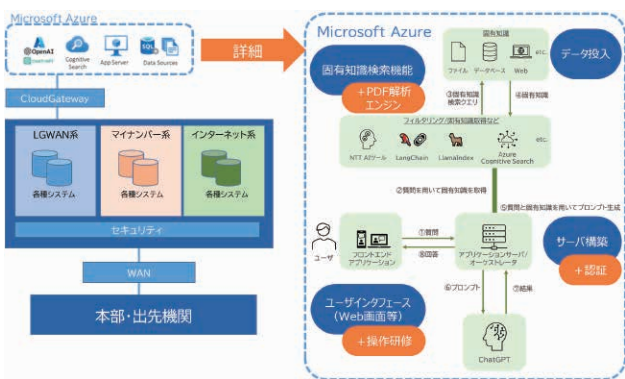 Microsoft Azure
OpenAI
Cognitive
Search
App Server
Data Sources
詳細
CloudGateway
LGWAN系
マイナンバー系
インターネット系
各種システム
各種システム
各種システム
セキュリティ
WAN
本部・出先機関
Microsoft Azure
固有知識
ファイル
データベース
Web
etc.
データ投入
固有知識検索機能
+PDF解析
エンジン
③固有知識
検索クエリ
④固有知識
フィルタリング/固有知識取得など
NTT AIツール
LangChain
LlamaIndex
Azure
Cognitive Search
etc.
②質問を用いて固有知識を取得
⑤質問と固有知識を用いてプロンプト生成
ユーザ
フロントエンド
アプリケーション
①質問
⑧回答
アプリケーションサーバ/
オーケストレータ
サーバ構築
+認証
ユーザインタフェース
(Web画面等)
+操作研修
⑥プロンプト
⑦結果
ChatGPT